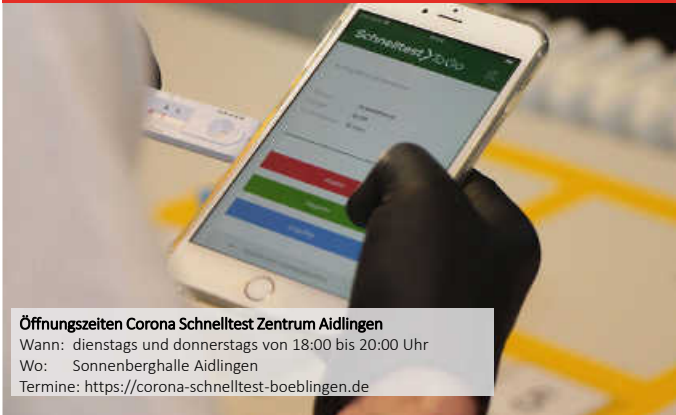 Schnelltest ToGo
Öffnungszeiten Corona Schnelltest Zentrum Aidlingen
Wann: dienstags und donnerstags von 18:00 bis 20:00 Uhr
Wo: Sonnenberghalle Aidlingen
Termine: https://corona-schnelltest-boeblingen.de